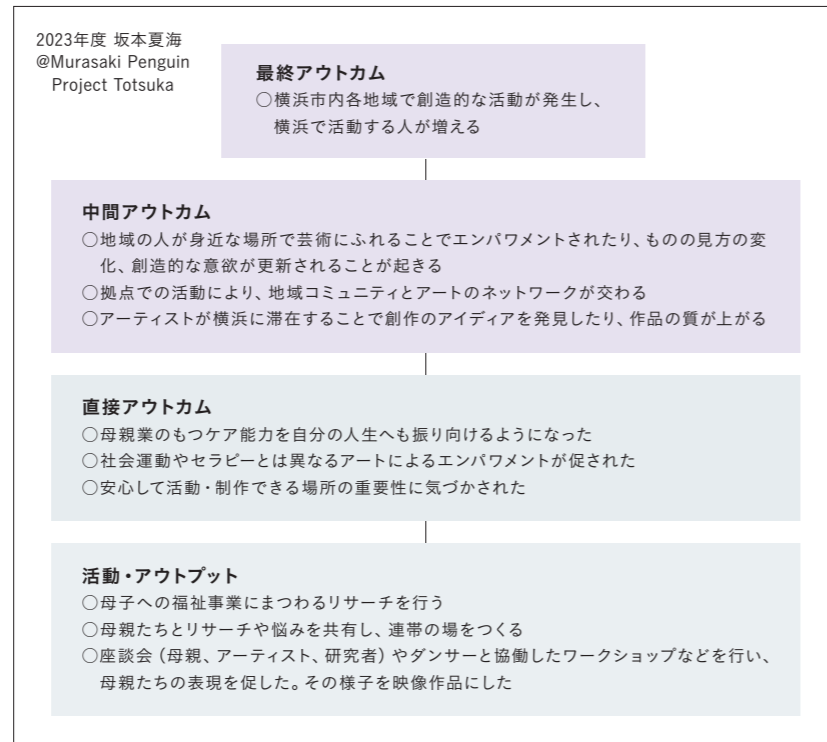 2023年度 坂本夏海
@Murasaki Penguin
Project Totsuka
最終アウトカム
○横浜市内各地域で創造的な活動が発生し、
横浜で活動する人が増える
中間アウトカム
○地域の人が身近な場所で芸術にふれることでエンパワメントされたり、ものの見方の変
化、創造的な意欲が更新されることが起きる
○拠点での活動により、地域コミュニティとアートのネットワークが交わる
○アーティストが横浜に滞在することで創作のアイディアを発見したり、作品の質が上がる
直接アウトカム
○母親業のもつケア能力を自分の人生へも振り向けるようになった
○社会運動やセラピーとは異なるアートによるエンパワメントが促された
○安心して活動・制作できる場所の重要性に気づかされた
活動・アウトプット
○母子への福祉事業にまつわるリサーチを行う
○母親たちとリサーチや悩みを共有し、連帯の場をつくる
○座談会（母親、アーティスト、研究者）やダンサーと協働したワークショップなどを行い、
母親たちの表現を促した。その様子を映像作品にした